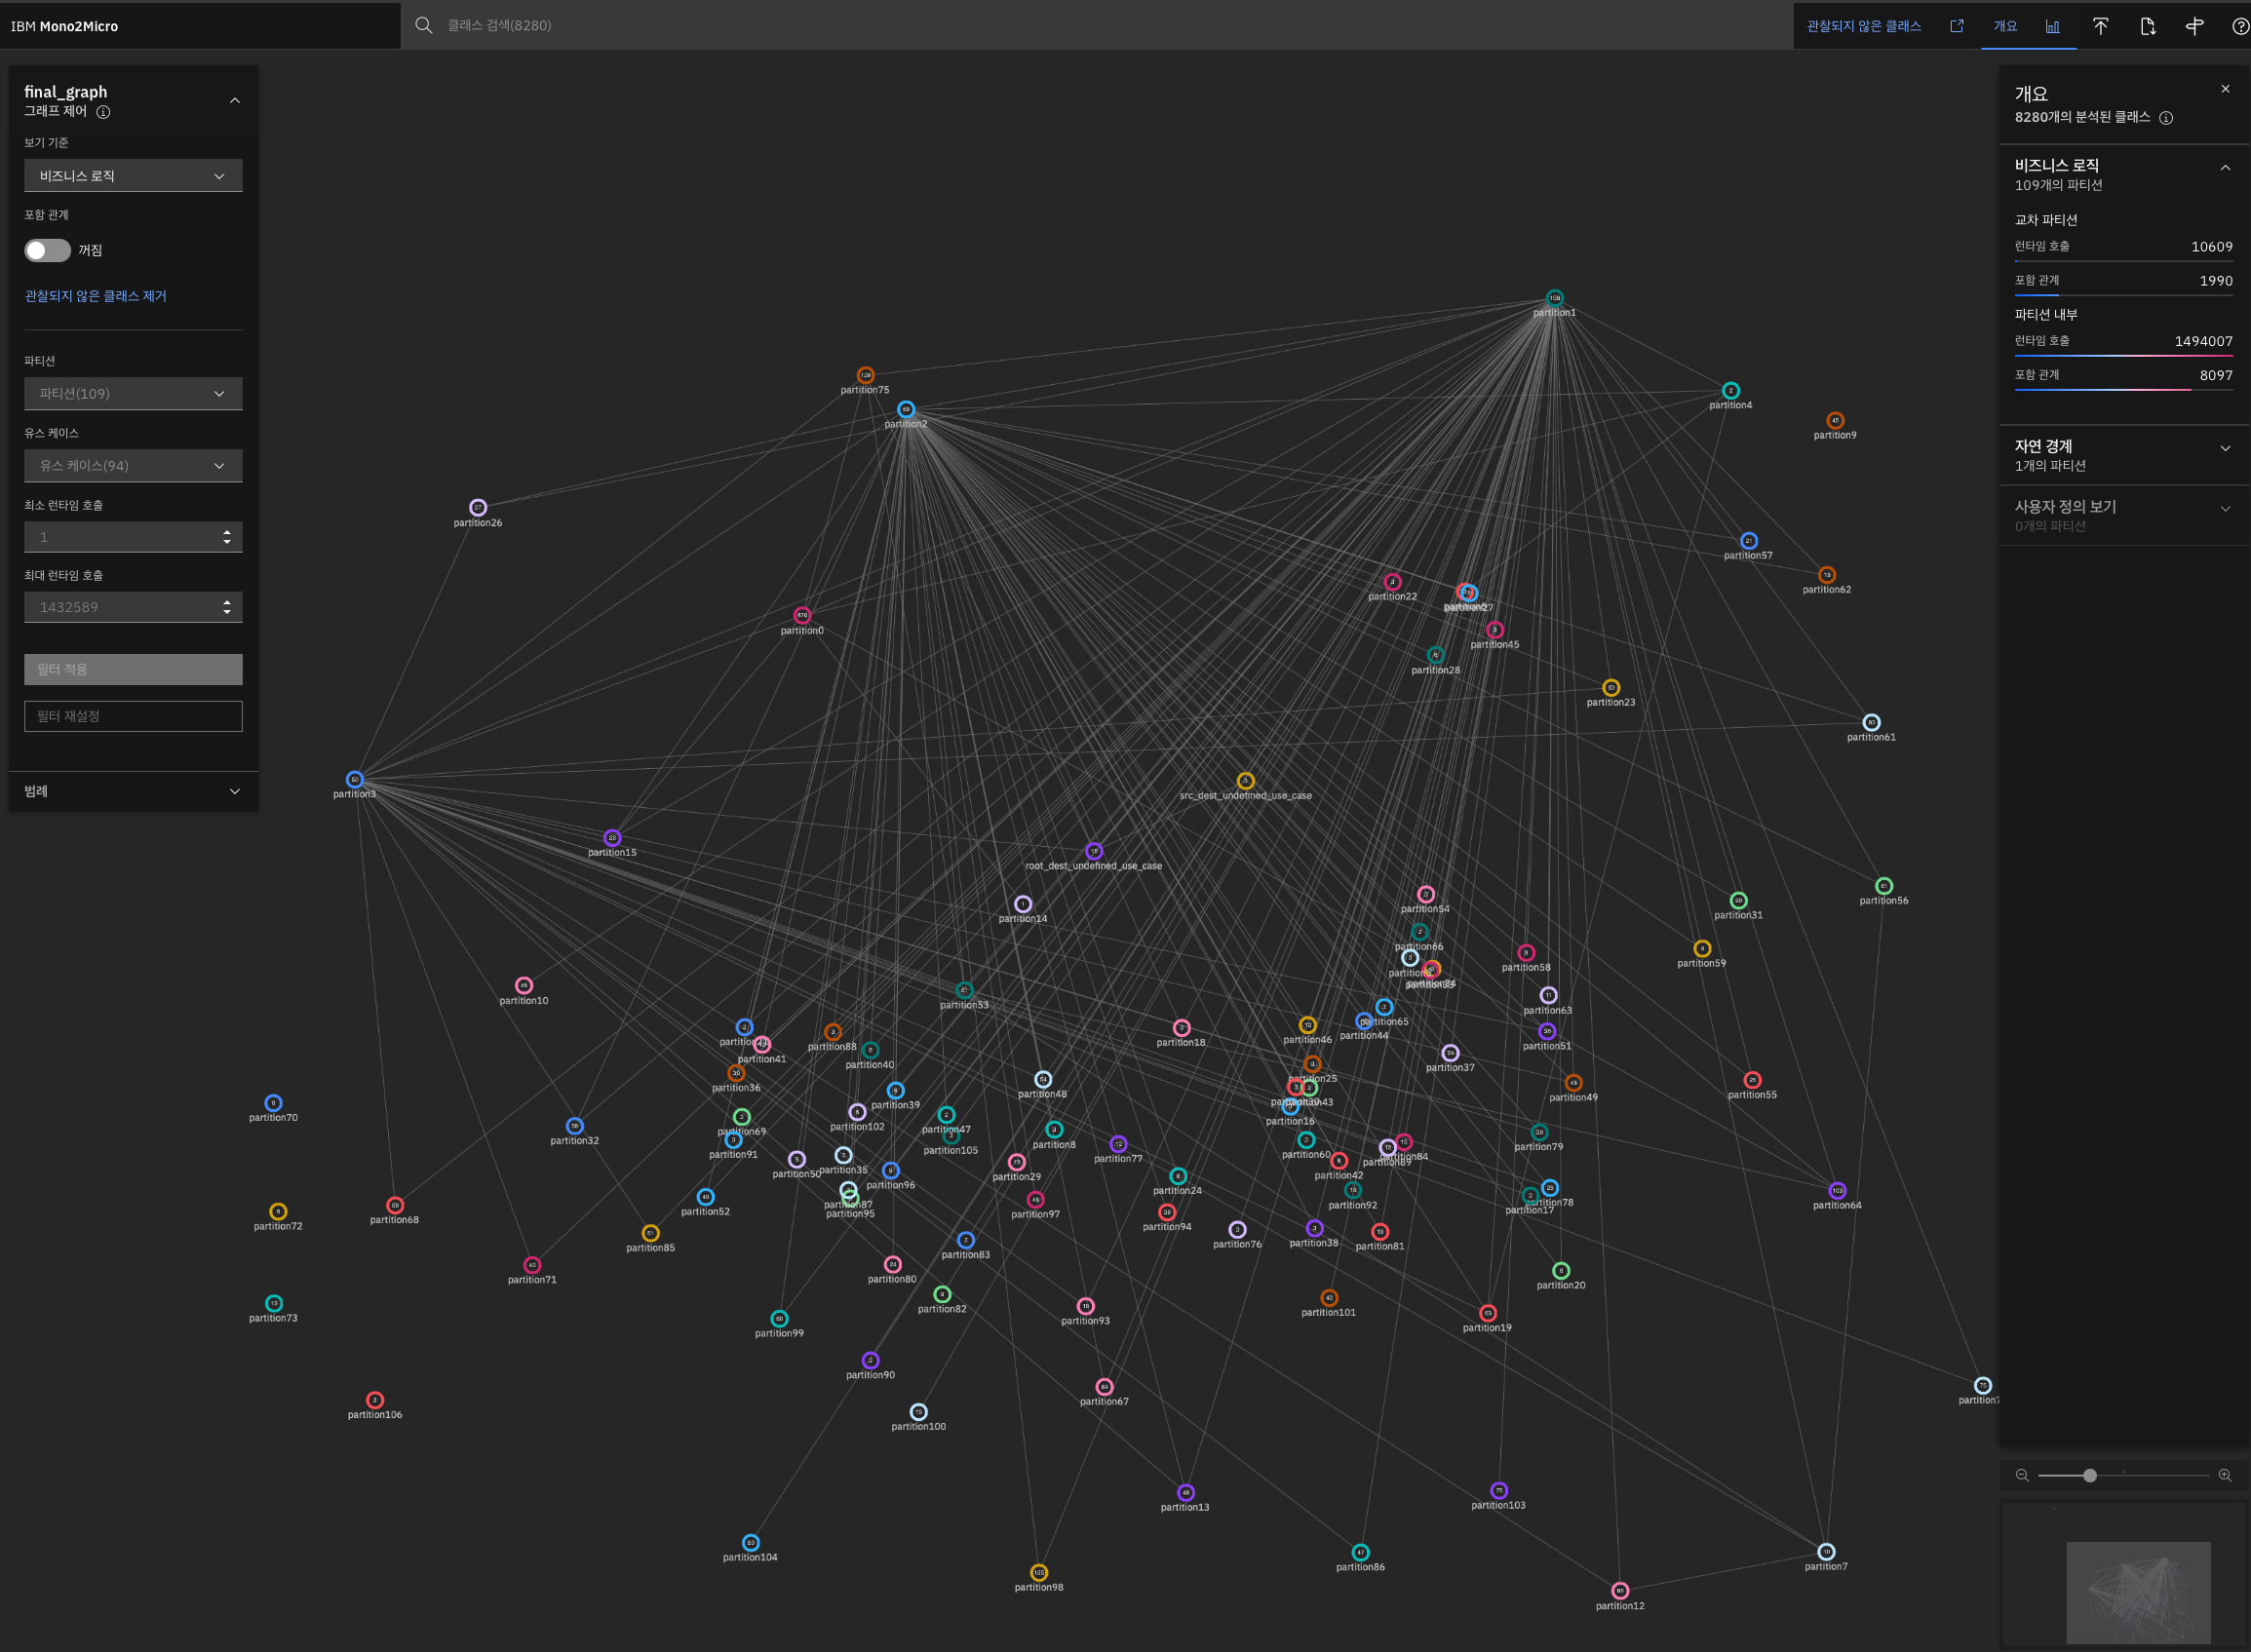 IBM Mono2Micro
클래스 검색(8280)
관찰되지 않은 클래스
개요
final_graph
그래프 제어
보기 기준
비즈니스 로직
포함 관계
꺼짐
관찰되지 않은 클래스 제거
파티션
파티션(109)
유스 케이스
유스 케이스(94)
최소 런타임 호출
1
최대 런타임 호출
1432589
필터 적용
필터 재설정
범례
개요
8280개의 분석된 클래스
비즈니스 로직
109개의 파티션
교차 파티션
런타임 호출 10609
포함 관계 1990
파티션 내부
런타임 호출 1494007
포함 관계 8097
자연 경계
1개의 파티션
사용자 정의 보기
0개의 파티션
partition1
partition75
partition4
partition2
partition9
partition26
partition57
partition62
partition22
partition0
partition45
partition28
partition23
partition61
partition3
src_dest_undefined_use_case
partition15
root_dest_undefined_use_case
partition14
partition54
partition31
partition56
partition66
partition59
partition58
partition10
partition53
partition63
partition65
partition44
partition46
partition18
partition88
partition51
partition41
partition40
partition37
partition25
partition36
partition48
partition49
partition55
partition39
partition70
partition16
partition102
partition47
partition69
partition32
partition105
partition8
partition91
partition77
partition60
partition79
partition84
partition50
partition35
partition96
partition29
partition42
partition24
partition78
partition17
partition64
partition52
partition87
partition95
partition97
partition92
partition94
partition68
partition72
partition85
partition83
partition76
partition38
partition81
partition71
partition80
partition20
partition82
partition101
partition73
partition99
partition93
partition19
partition90
partition67
partition106
partition100
partition13
partition103
partition104
partition98
partition86
partition7
partition12